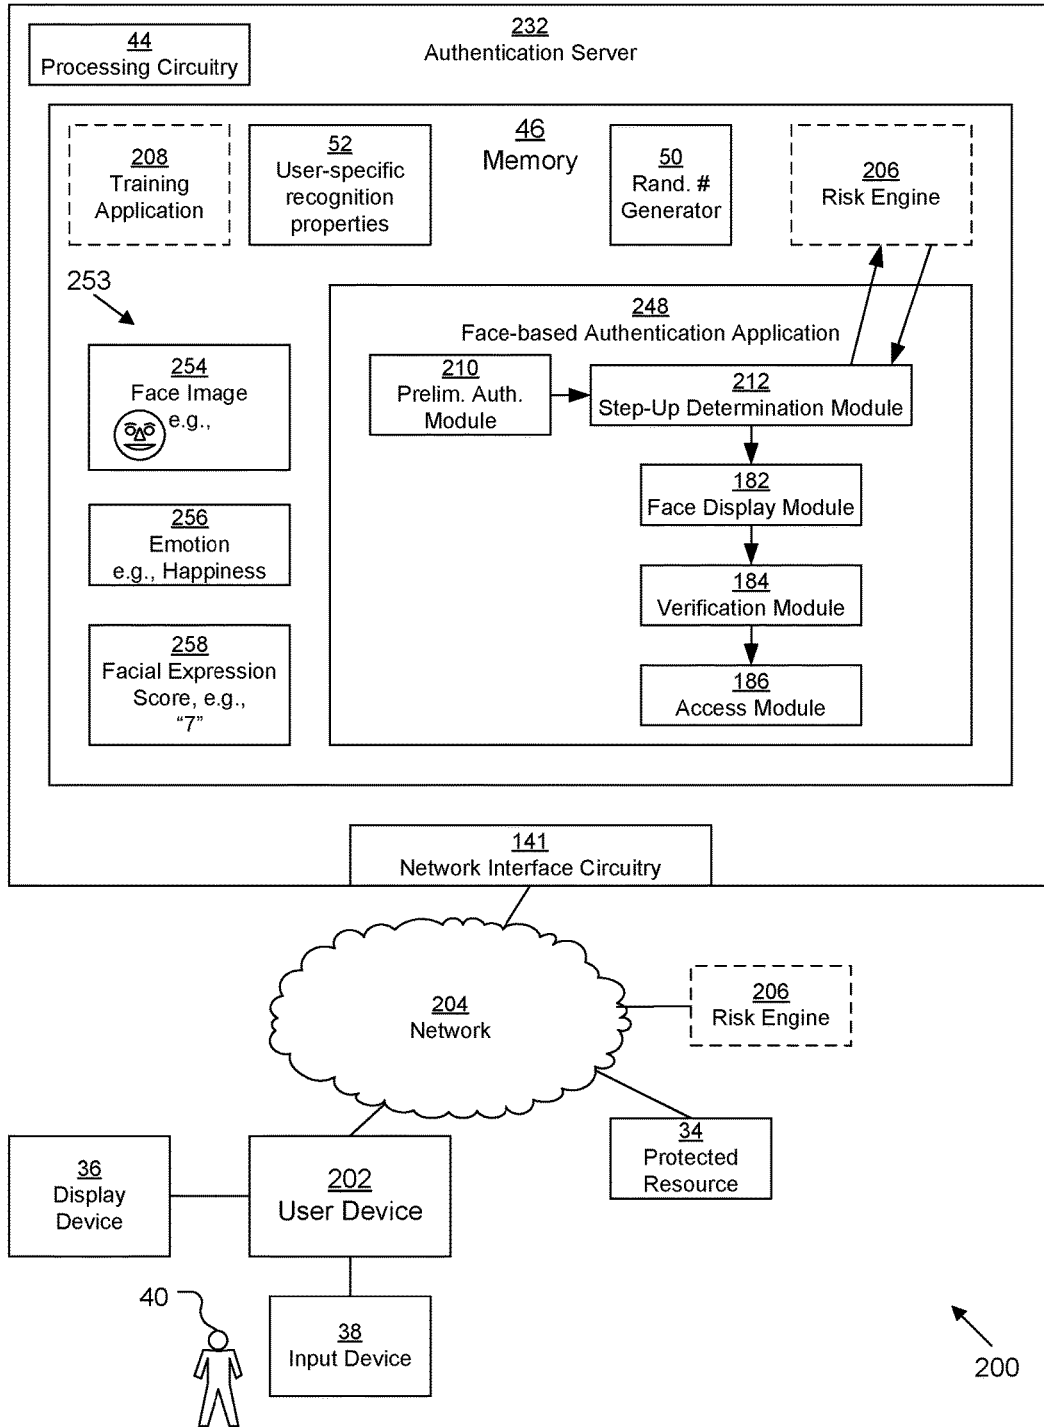 44
Processing Circuitry
232
Authentication Server
208
Training
Application
52
User-specific
recognition
properties
46
Memory
50
Rand. #
Generator
206
Risk Engine
253
254
Face Image
e.g.,
256
Emotion
e.g., Happiness
258
Facial Expression
Score, e.g.,
“7”
248
Face-based Authentication Application
210
Prelim. Auth.
Module
212
Step-Up Determination Module
182
Face Display Module
184
Verification Module
186
Access Module
141
Network Interface Circuitry
204
Network
206
Risk Engine
34
Protected
Resource
36
Display
Device
202
User Device
40
38
Input Device
200